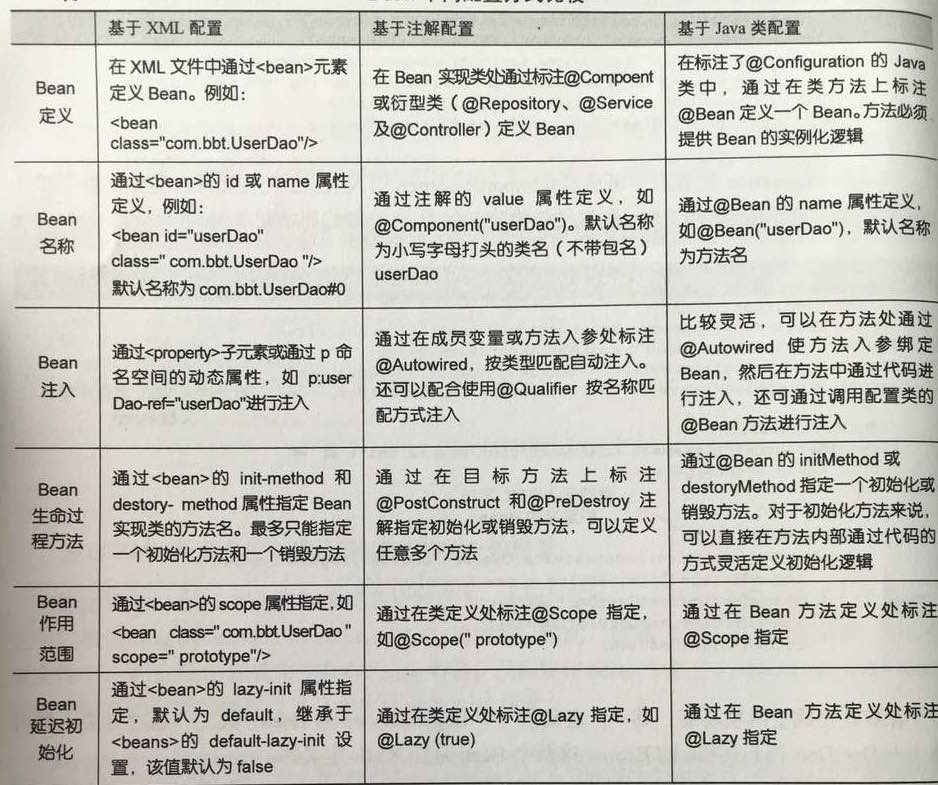 基于 XML 配置
基于注解配置
基于 Java 类配置
Bean
定义
在 XML 文件中通过<bean>元素
定义 Bean。例如：
<bean
class="com.bbt.UserDao"/>
在 Bean 实现类处通过标注@Compoent
或衍型类（@Repository、@Service
及@Controller）定义 Bean
在标注了@Configuration 的 Java
类中，通过在类方法上标注
@Bean 定义一个 Bean。方法必须
提供 Bean 的实例化逻辑
Bean
名称
通过<bean>的 id 或 name 属性
定义，例如：
<bean id="userDao"
class=" com.bbt.UserDao "/>
默认名称为 com.bbt.UserDao#0
通过注解的 value 属性定义，如
@Component("userDao")。默认名称
为小写字母打头的类名（不带包名）
userDao
通过@Bean 的 name 属性定义，
如@Bean("userDao")，默认名称
为方法名
Bean
注入
通过<property>子元素或通过 p 命
名空间的动态属性，如 p:user
Dao-ref="userDao"进行注入
通过在成员变量或方法入参处标注
@Autowired，按类型匹配自动注入。
还可以配合使用@Qualifier 按名称匹
配方式注入
比较灵活，可以在方法处通过
@Autowired 使方法入参绑定
Bean，然后在方法中通过代码进
行注入，还可通过调用配置类的
@Bean 方法进行注入
Bean
生命过
程方法
通过<bean>的 init-method 和
destory- method 属性指定 Bean
实现类的方法名。最多只能指定
一个初始化方法和一个销毁方法
通过在目标方法上标注
@PostConstruct 和@PreDestroy 注
解指定初始化或销毁方法，可以定义
任意多个方法
通过@Bean 的 initMethod 或
destoryMethod 指定一个初始化或
销毁方法。对于初始化方法来说，
可以直接在方法内部通过代码的
方式灵活定义初始化逻辑
Bean
作用
范围
通过<bean>的 scope 属性指定，如
<bean class=" com.bbt.UserDao "
scope=" prototype"/>
通过在类定义处标注@Scope 指定，
如@Scope(" prototype")
通过在 Bean 方法定义处标注
@Scope 指定
Bean
延迟初
始化
通过<bean>的 lazy-init 属性指
定，默认为 default，继承于
<beans>的 default-lazy-init 设
置，该值默认为 false
通过在类定义处标注@Lazy 指定，如
@Lazy (true)
通过在 Bean 方法定义处标注
@Lazy 指定